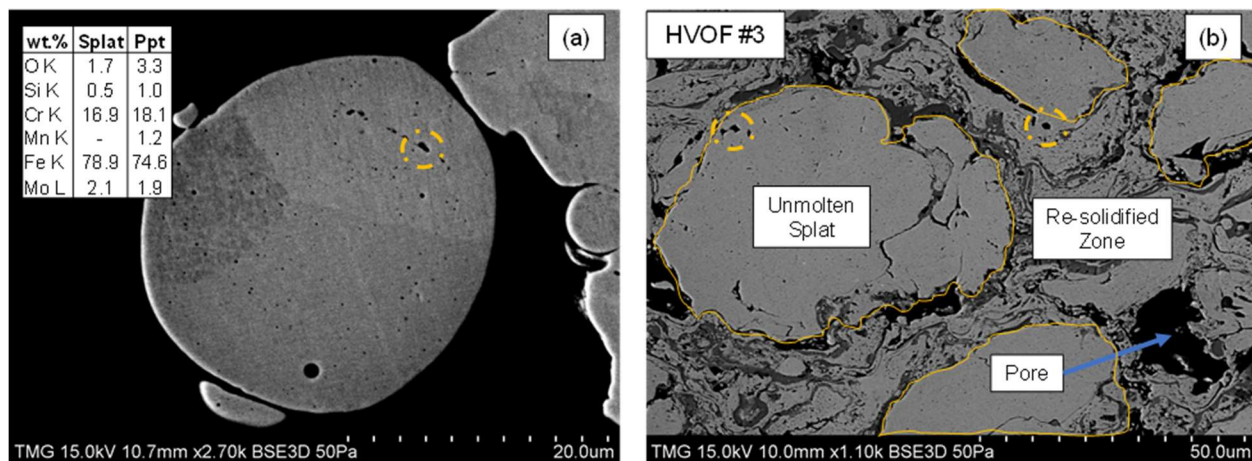 wt.% Splat Ppt
O K 1.7 3.3
Si K 0.5 1.0
Cr K 16.9 18.1
Mn K - 1.2
Fe K 78.9 74.6
Mo L 2.1 1.9
(a)
TMG 15.0kV 10.7mm x2.70k BSE3D 50Pa 20.0um
HVOF #3
(b)
Unmolten
Splat
Re-solidified
Zone
Pore
TMG 15.0kV 10.0mm x1.10k BSE3D 50Pa 50.0um